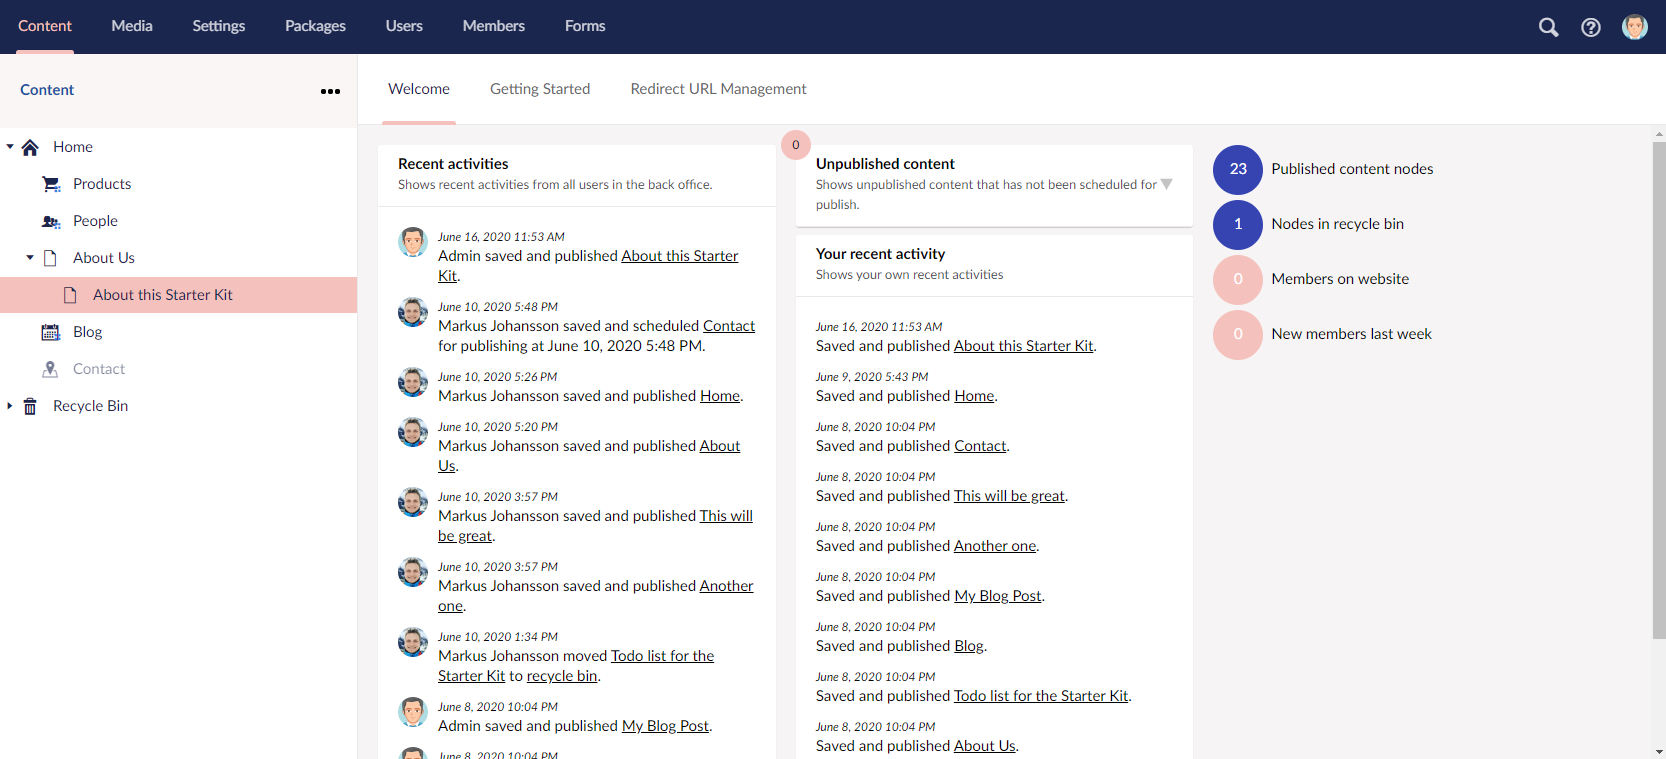 Content Media Settings Packages Users Members Forms
Content
Home
Products
People
About Us
About this Starter Kit
Blog
Contact
Recycle Bin
Welcome Getting Started Redirect URL Management
Recent activities
Shows recent activities from all users in the back office.
June 16, 2020 11:53 AM
Admin saved and published About this Starter
Kit.
June 10, 2020 5:48 PM
Markus Johansson saved and scheduled Contact
for publishing at June 10, 2020 5:48 PM.
June 10, 2020 5:26 PM
Markus Johansson saved and published Home.
June 10, 2020 5:20 PM
Markus Johansson saved and published About
Us.
June 10, 2020 3:57 PM
Markus Johansson saved and published This will
be great.
June 10, 2020 3:57 PM
Markus Johansson saved and published Another
one.
June 10, 2020 1:34 PM
Markus Johansson moved Todo list for the
Starter Kit to recycle bin.
June 8, 2020 10:04 PM
Admin saved and published My Blog Post.
June 8, 2020 10:04 PM
0
Unpublished content
Shows unpublished content that has not been scheduled for
publish.
Your recent activity
Shows your own recent activities
June 16, 2020 11:53 AM
Saved and published About this Starter Kit.
June 9, 2020 5:43 PM
Saved and published Home.
June 8, 2020 10:04 PM
Saved and published Contact.
June 8, 2020 10:04 PM
Saved and published This will be great.
June 8, 2020 10:04 PM
Saved and published Another one.
June 8, 2020 10:04 PM
Saved and published My Blog Post.
June 8, 2020 10:04 PM
Saved and published Blog.
June 8, 2020 10:04 PM
Saved and published Todo list for the Starter Kit.
June 8, 2020 10:04 PM
Saved and published About Us.
23 Published content nodes
1 Nodes in recycle bin
0 Members on website
0 New members last week